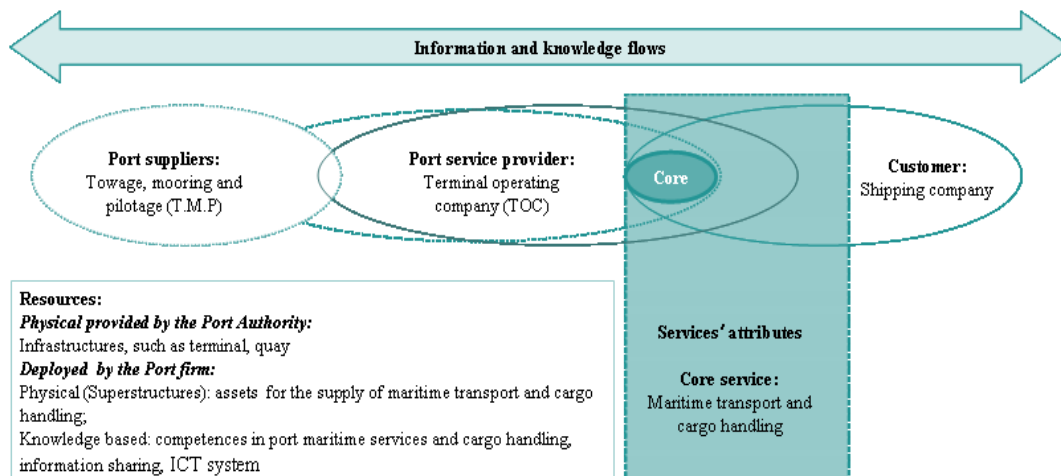 Information and knowledge flows
Port suppliers:
Towage, mooring and
pilotage (T.M.P)
Port service provider:
Terminal operating
company (TOC)
Core
Customer:
Shipping company
Resources:
Physical provided by the Port Authority:
Infrastructures, such as terminal, quay
Deployed by the Port firm:
Physical (Superstructures): assets for the supply of maritime transport and cargo
handling;
Knowledge based: competences in port maritime services and cargo handling,
information sharing, ICT system
Services' attributes
Core service:
Maritime transport and
cargo handling